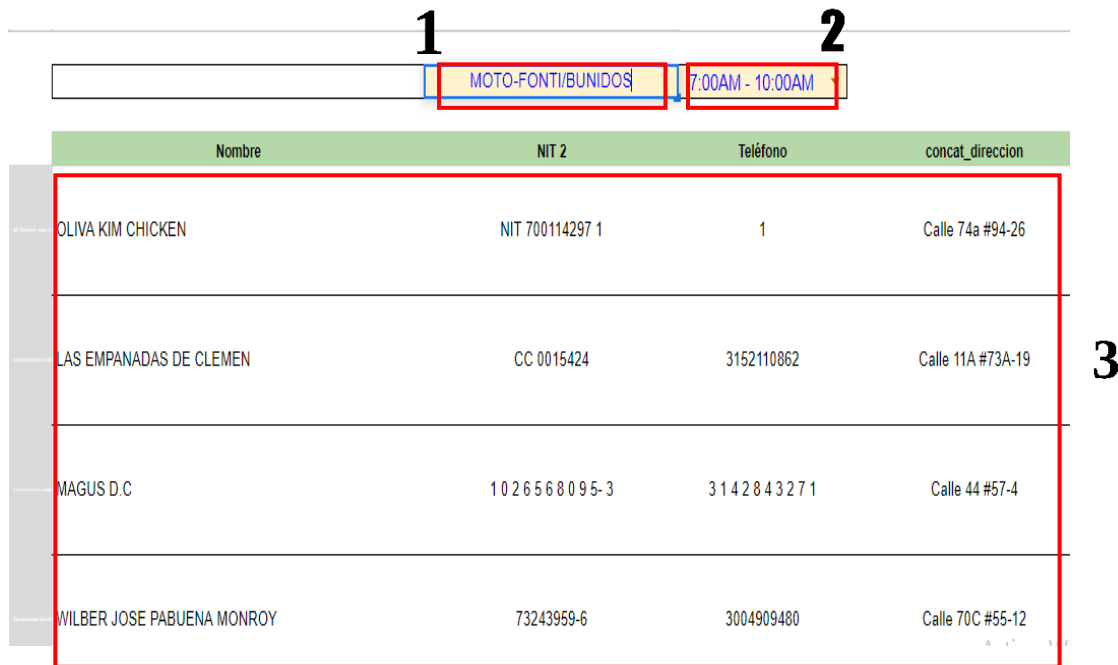 1 2
MOTO-FONTI/BUNIDOS 7:00AM - 10:00AM
Nombre NIT 2 Teléfono concat_direccion
OLIVA KIM CHICKEN NIT 700114297 1 1 Calle 74a #94-26
3
LAS EMPANADAS DE CLEMEN CC 0015424 3152110862 Calle 11A #73A-19
MAGUS D.C 1 0 2 6 5 6 8 0 9 5- 3 3 1 4 2 8 4 3 2 7 1 Calle 44 #57-4
WILBER JOSE PABUENA MONROY 73243959-6 3004909480 Calle 70C #55-12